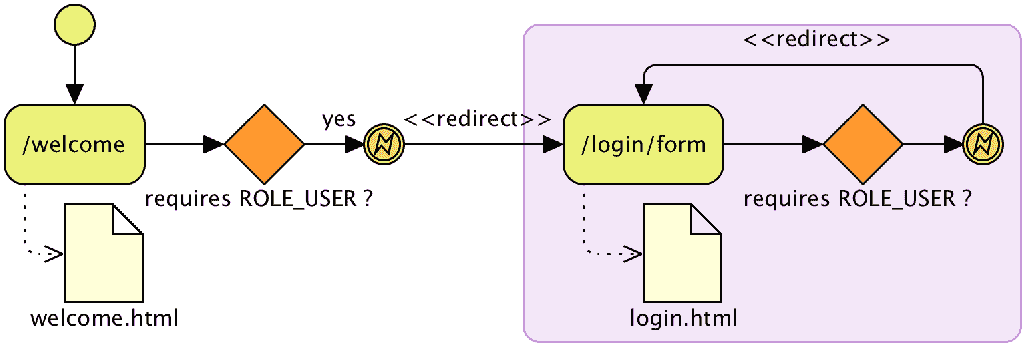 <<redirect>>
/welcome
yes
<<redirect>>
/login/form
requires ROLE_USER ?
requires ROLE_USER ?
welcome.html
login.html